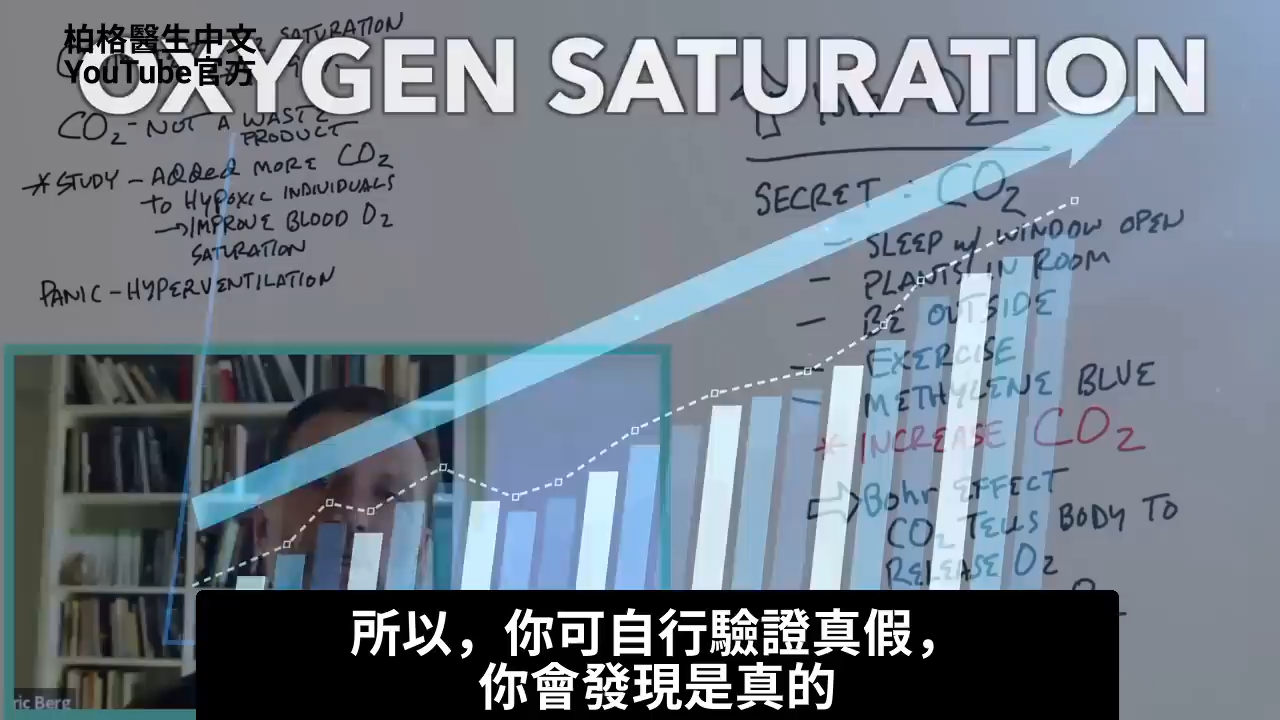 柏格醫生中文
YouTube官方
OXYGEN SATURATION
SATURATION
CO2 - NOT A WASTE
PRODUCT
* STUDY - ADDED MORE CO2
TO HYPOXIC INDIVIDUALS
→ IMPROVE BLOOD O2
SATURATION
PANIC - HYPERVENTILATION
SECRET : CO2
- SLEEP w/ WINDOW OPEN
- PLANTS IN ROOM
- BE OUTSIDE
- EXERCISE
- METHYLENE BLUE
* INCREASE CO2
⇒ Bohr EFFECT
CO2 TELLS BODY TO
RELEASE O2
ric Berg
所以，你可自行驗證真假，
你會發現是真的